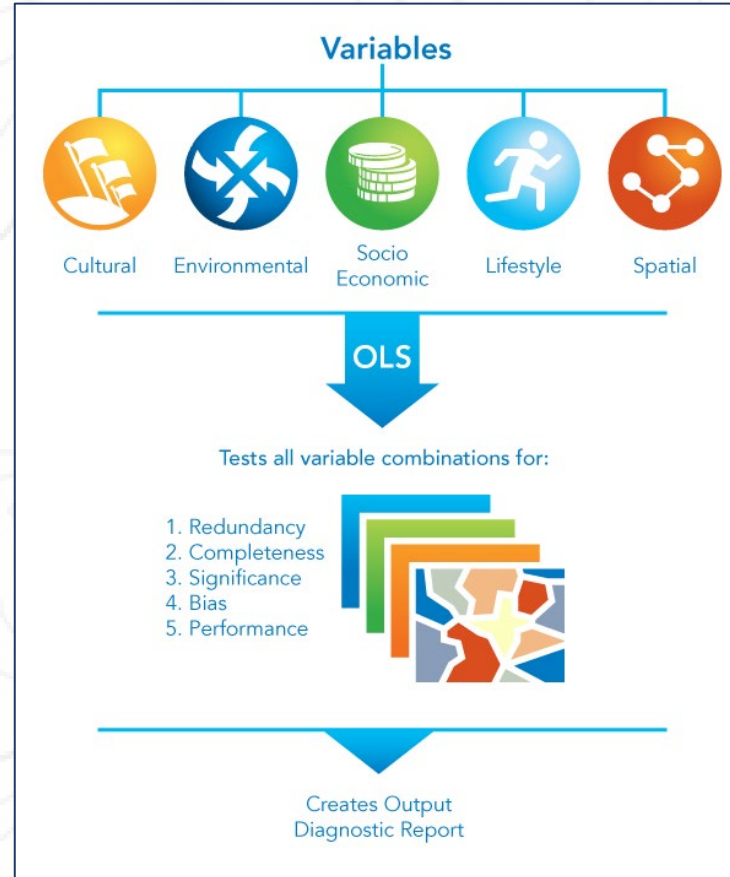 Variables
Cultural
Environmental
Socio
Economic
Lifestyle
Spatial
OLS
Tests all variable combinations for:
1. Redundancy
2. Completeness
3. Significance
4. Bias
5. Performance
Creates Output
Diagnostic Report